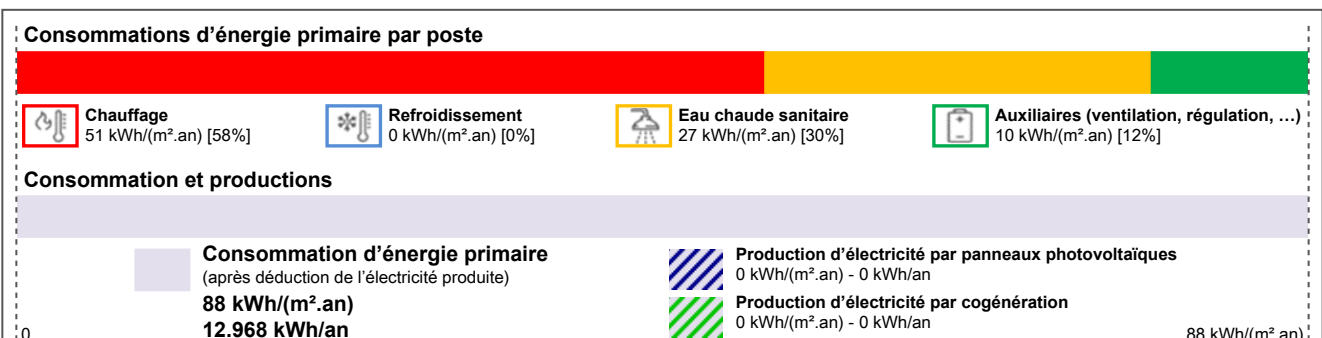 Consommations d’énergie primaire par poste
Chauffage
51 kWh/(m².an) [58%]
Refroidissement
0 kWh/(m².an) [0%]
Eau chaude sanitaire
27 kWh/(m².an) [30%]
Auxiliaires (ventilation, régulation, …)
10 kWh/(m².an) [12%]
Consommation et productions
Consommation d’énergie primaire
(après déduction de l’électricité produite)
88 kWh/(m².an)
12.968 kWh/an
Production d’électricité par panneaux photovoltaïques
0 kWh/(m².an) - 0 kWh/an
Production d’électricité par cogénération
0 kWh/(m².an) - 0 kWh/an
0
88 kWh/(m².an)